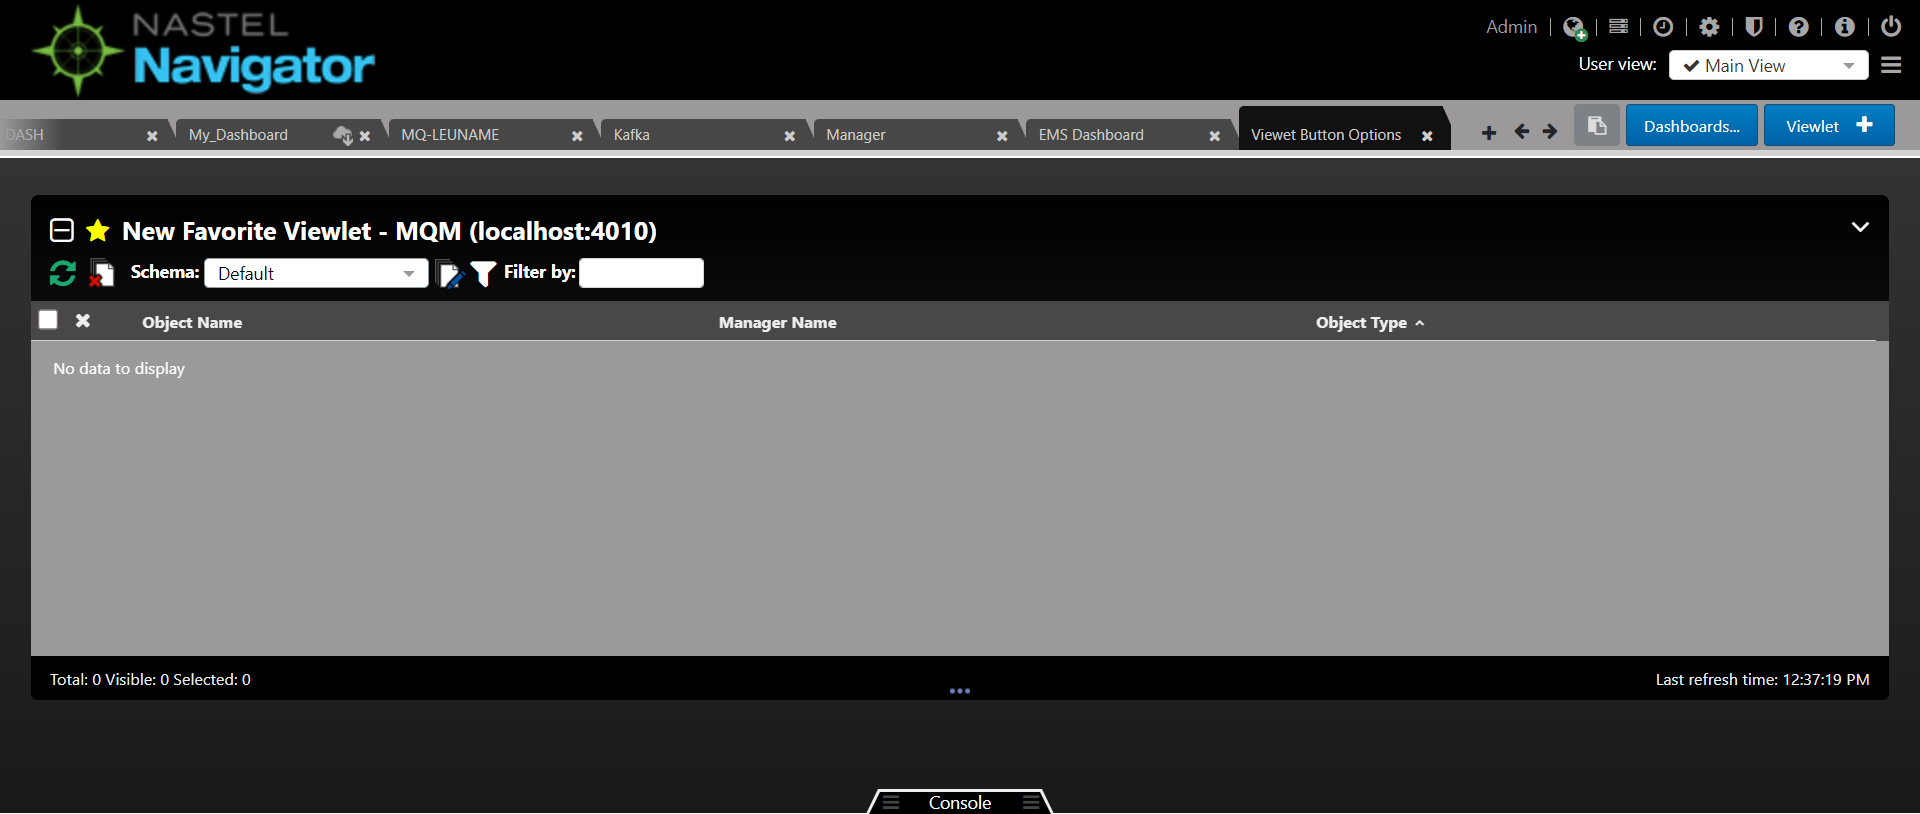 NASTEL
Navigator
Admin
User view: Main View
DASH My_Dashboard MQ-LEUNAME Kafka Manager EMS Dashboard Viewet Button Options Dashboards... Viewlet
New Favorite Viewlet - MQM (localhost:4010)
Schema: Default Filter by:
Object Name Manager Name Object Type
No data to display
Total: 0 Visible: 0 Selected: 0 Last refresh time: 12:37:19 PM
Console